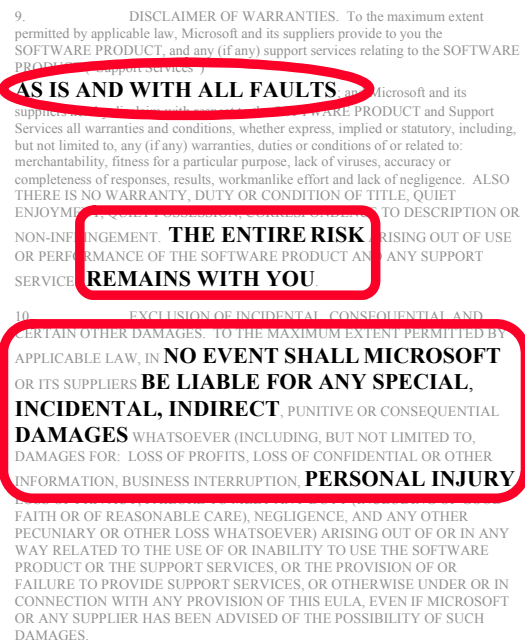 9. DISCLAIMER OF WARRANTIES. To the maximum extent
permitted by applicable law, Microsoft and its suppliers provide to you the
SOFTWARE PRODUCT, and any (if any) support services relating to the SOFTWARE
PRODUCT ("Support Services")
AS IS AND WITH ALL FAULTS; and Microsoft and its
suppliers hereby disclaim with respect to the SOFTWARE PRODUCT and Support
Services all warranties and conditions, whether express, implied or statutory, including,
but not limited to, any (if any) warranties, duties or conditions of or related to:
merchantability, fitness for a particular purpose, lack of viruses, accuracy or
completeness of responses, results, workmanlike effort and lack of negligence. ALSO
THERE IS NO WARRANTY, DUTY OR CONDITION OF TITLE, QUIET
ENJOYMENT, QUIET POSSESSION, CORRESPONDENCE TO DESCRIPTION OR
NON-INFRINGEMENT. THE ENTIRE RISK ARISING OUT OF USE
OR PERFORMANCE OF THE SOFTWARE PRODUCT AND ANY SUPPORT
SERVICES REMAINS WITH YOU.
10. EXCLUSION OF INCIDENTAL, CONSEQUENTIAL AND
CERTAIN OTHER DAMAGES. TO THE MAXIMUM EXTENT PERMITTED BY
APPLICABLE LAW, IN NO EVENT SHALL MICROSOFT
OR ITS SUPPLIERS BE LIABLE FOR ANY SPECIAL,
INCIDENTAL, INDIRECT, PUNITIVE OR CONSEQUENTIAL
DAMAGES WHATSOEVER (INCLUDING, BUT NOT LIMITED TO,
DAMAGES FOR: LOSS OF PROFITS, LOSS OF CONFIDENTIAL OR OTHER
INFORMATION, BUSINESS INTERRUPTION, PERSONAL INJURY
FAITH OR OF REASONABLE CARE), NEGLIGENCE, AND ANY OTHER
PECUNIARY OR OTHER LOSS WHATSOEVER) ARISING OUT OF OR IN ANY
WAY RELATED TO THE USE OF OR INABILITY TO USE THE SOFTWARE
PRODUCT OR THE SUPPORT SERVICES, OR THE PROVISION OF OR
FAILURE TO PROVIDE SUPPORT SERVICES, OR OTHERWISE UNDER OR IN
CONNECTION WITH ANY PROVISION OF THIS EULA, EVEN IF MICROSOFT
OR ANY SUPPLIER HAS BEEN ADVISED OF THE POSSIBILITY OF SUCH
DAMAGES.